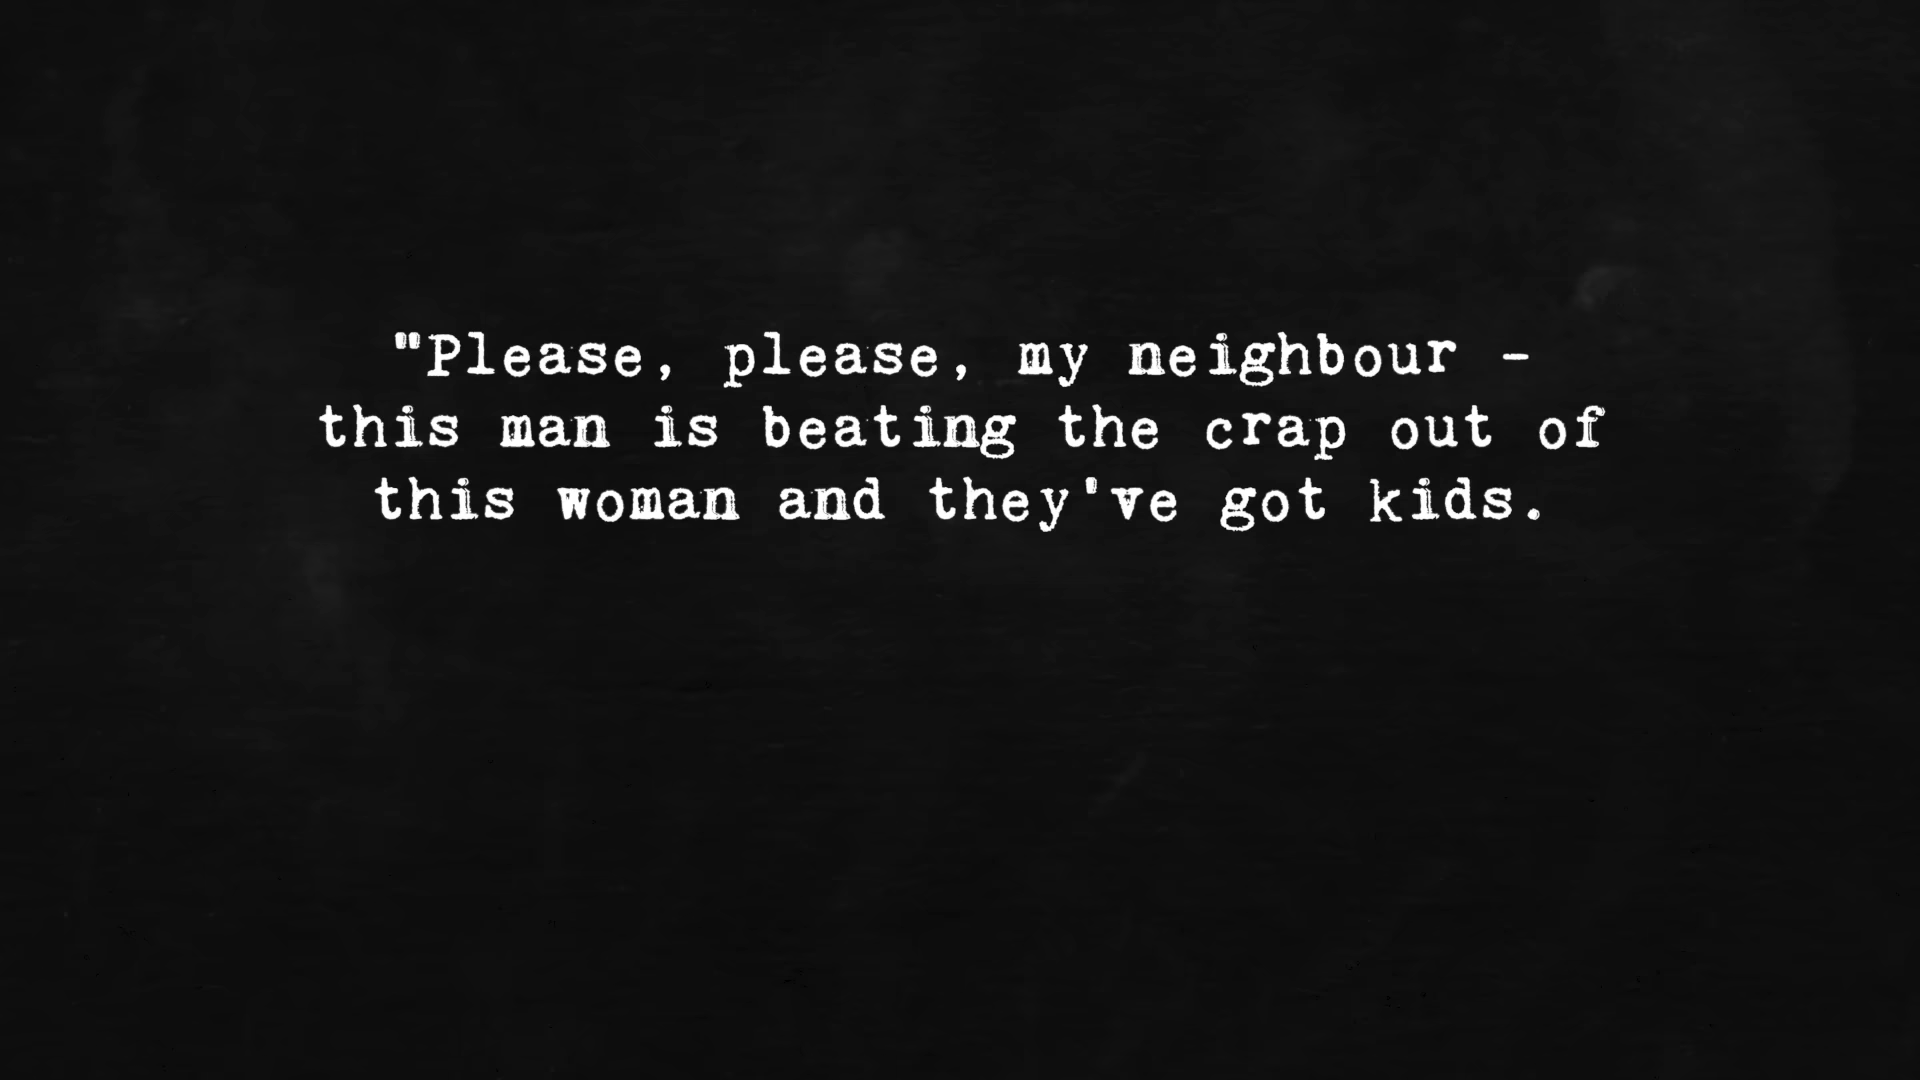 "Please, please, my neighbour -
this man is beating the crap out of
this woman and they've got kids.